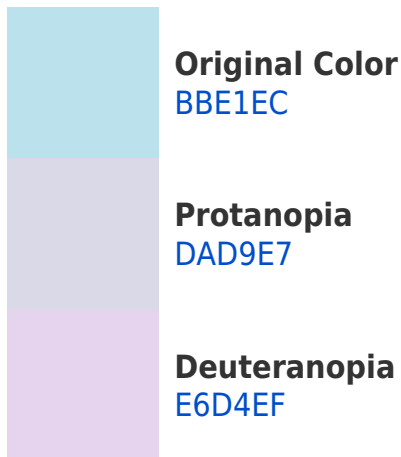 Original Color
BBE1EC
Protanopia
DAD9E7
Deuteranopia
E6D4EF